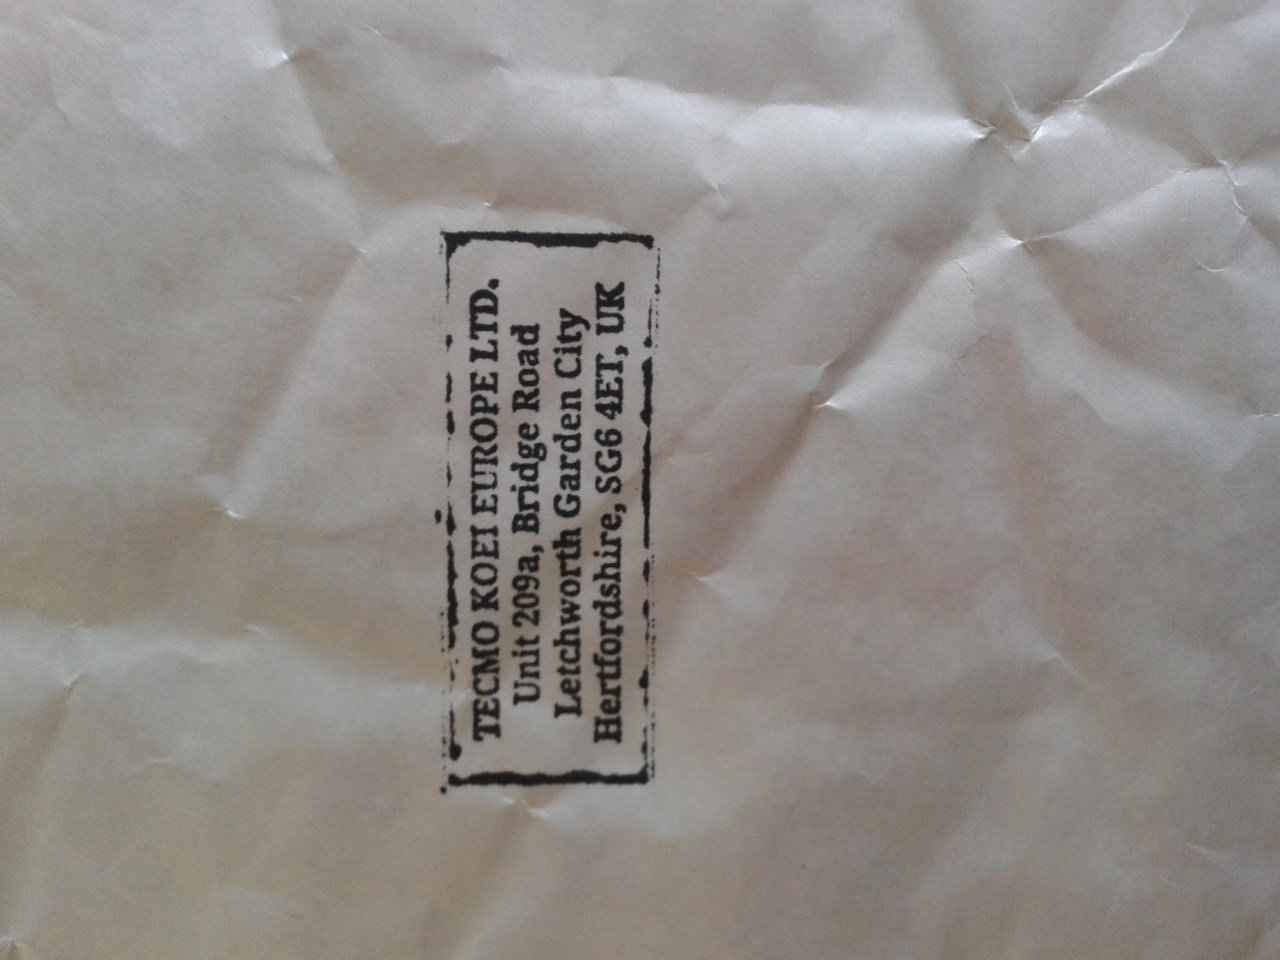 TECMO KOEI EUROPE LTD.
Unit 209a, Bridge Road
Letchworth Garden City
Hertfordshire, SG6 4ET, UK